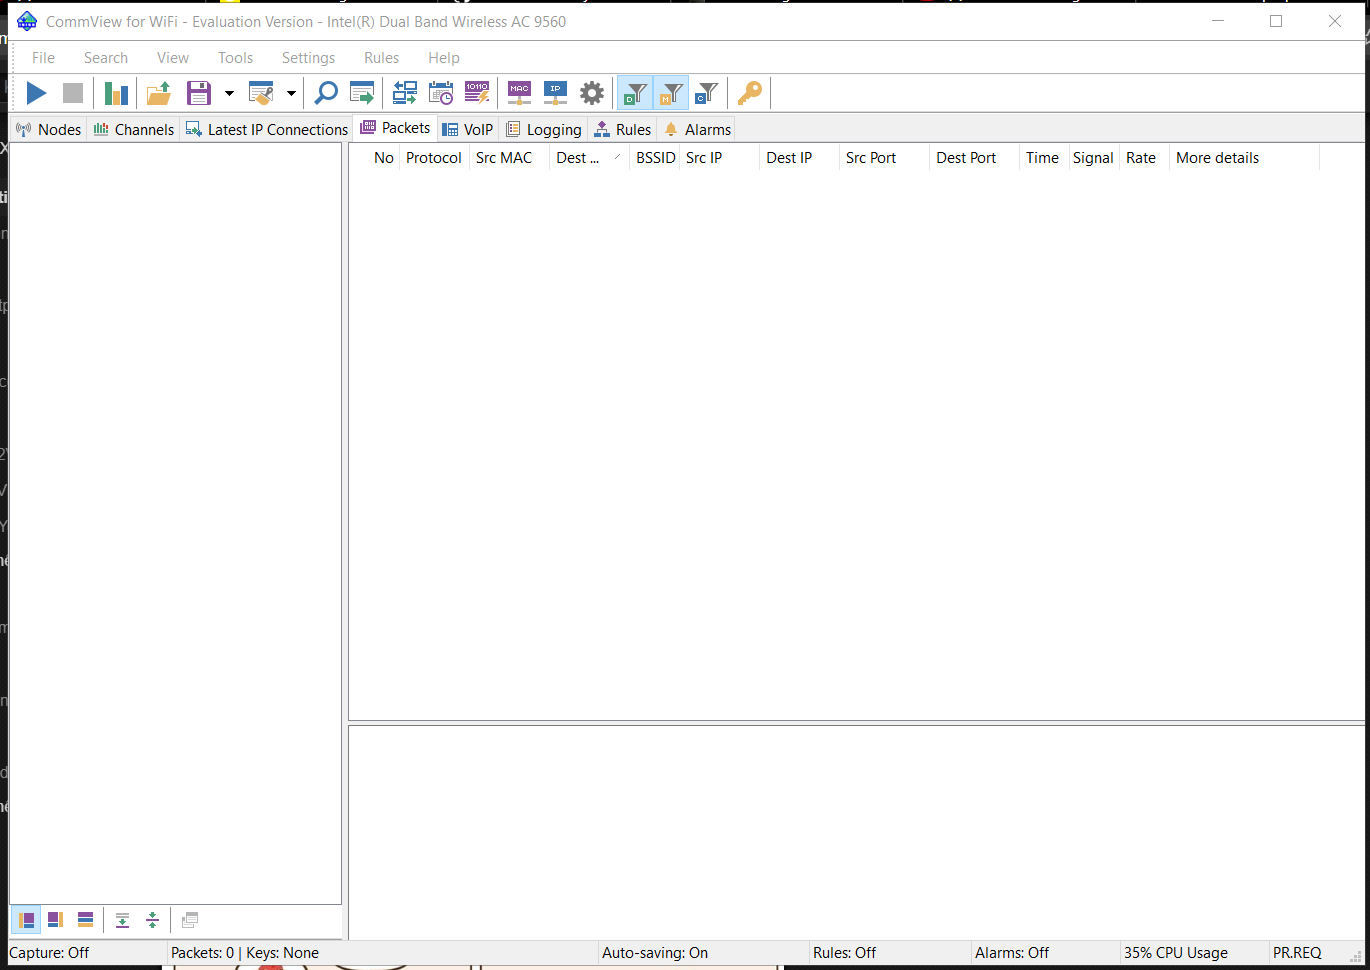 CommView for WiFi - Evaluation Version - Intel(R) Dual Band Wireless AC 9560
File Search View Tools Settings Rules Help
10110 MAC IP D M C
Nodes Channels Latest IP Connections Packets VoIP Logging Rules Alarms
No Protocol Src MAC Dest ... BSSID Src IP Dest IP Src Port Dest Port Time Signal Rate More details
Capture: Off Packets: 0 | Keys: None Auto-saving: On Rules: Off Alarms: Off 35% CPU Usage PR.REQ